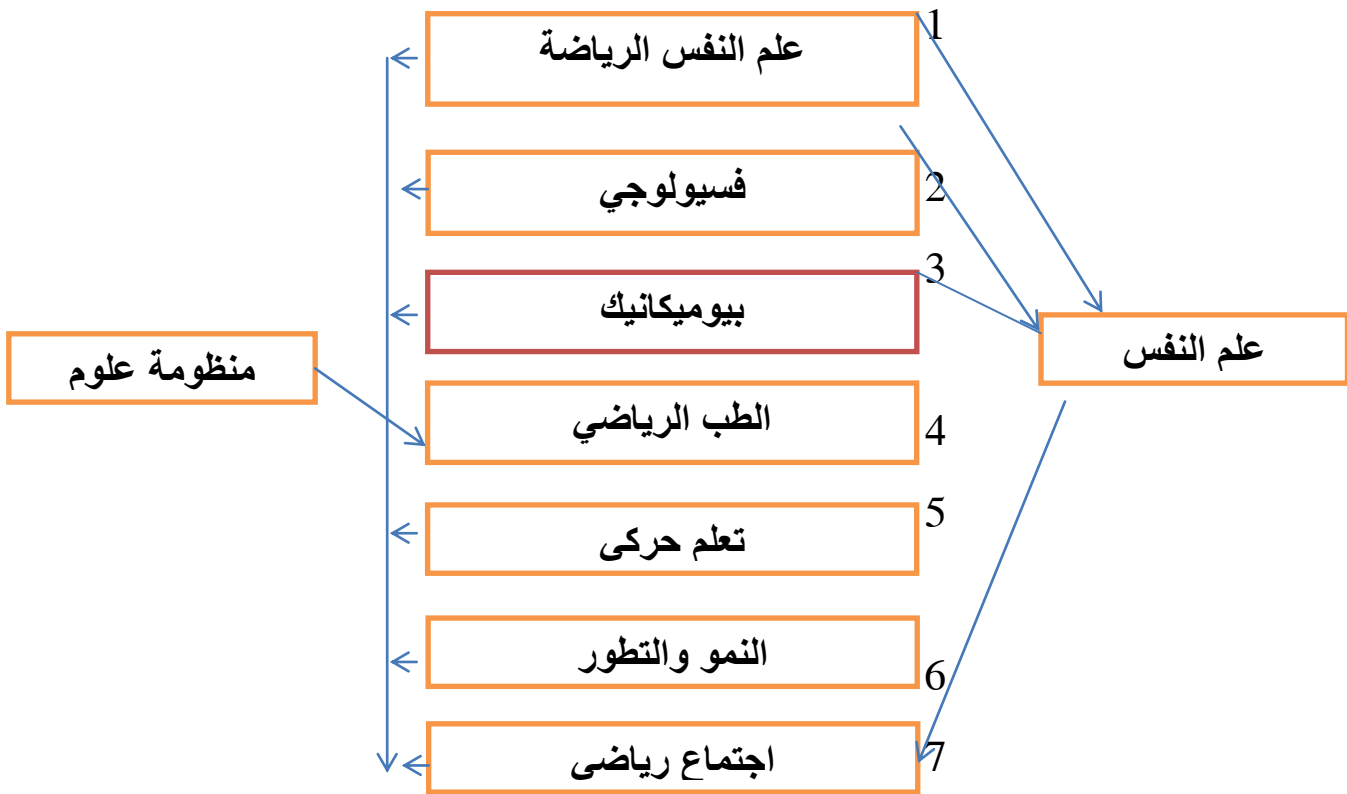 1
علم النفس الرياضة
2
فسيولوجي
3
بيوميكانيك
علم النفس
منظومة علوم
4
الطب الرياضي
5
تعلم حركى
6
النمو والتطور
7
اجتماع رياضى